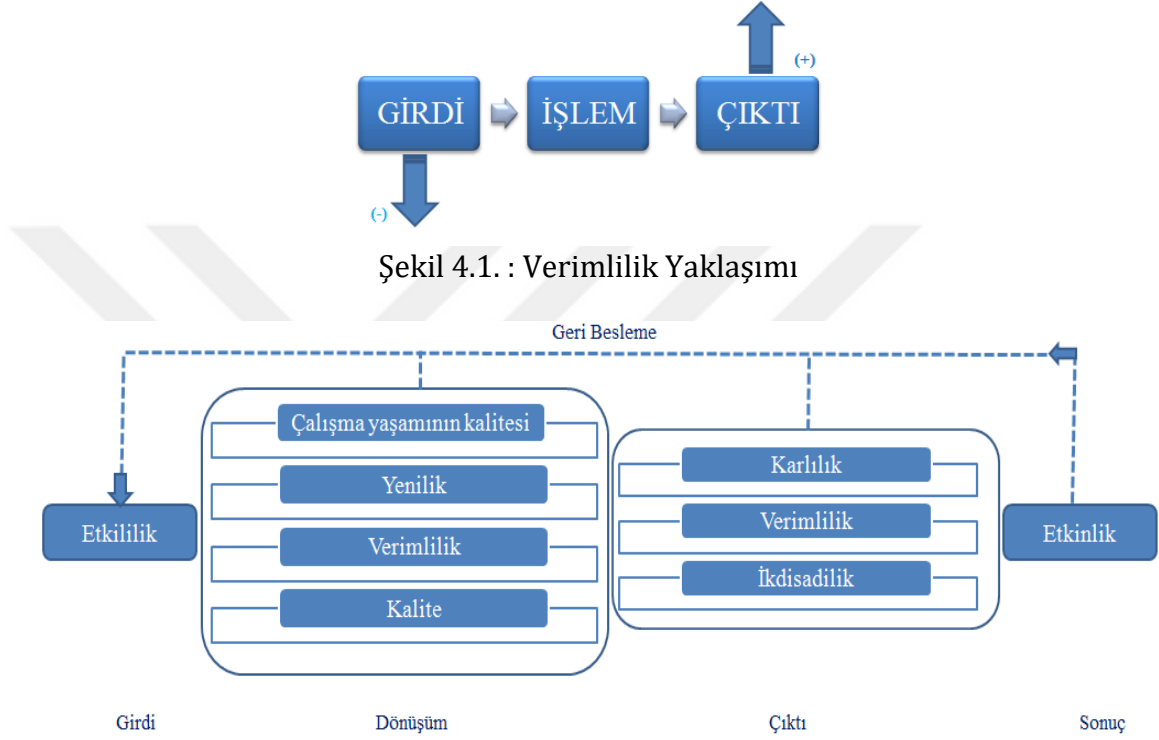 (+)
GİRDİ İŞLEM ÇIKTI
(-)
Şekil 4.1. : Verimlilik Yaklaşımı
Geri Besleme
Çalışma yaşamının kalitesi
Yenilik
Verimlilik
Kalite
Karlılık
Verimlilik
İkdisadilik
Etkililik
Etkinlik
Girdi Dönüşüm Çıktı Sonuç